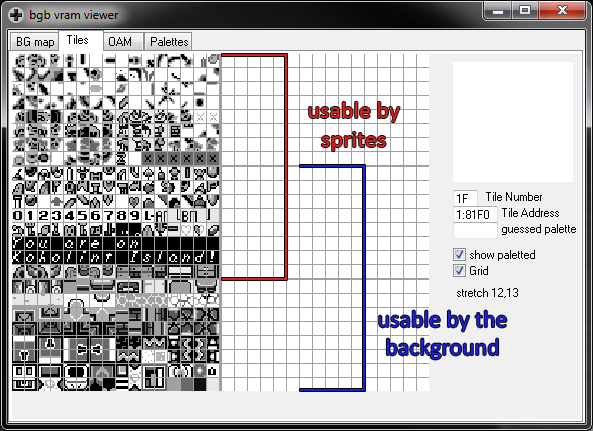 bgb vram viewer
BG map Tiles OAM Palettes
usable by
sprites
0 1 2 3 4 5 6 7 8 9
You are on
Koholint Island!
1F Tile Number
1:81F0 Tile Address
guessed palette
show paletted
Grid
stretch 12,13
usable by the
background